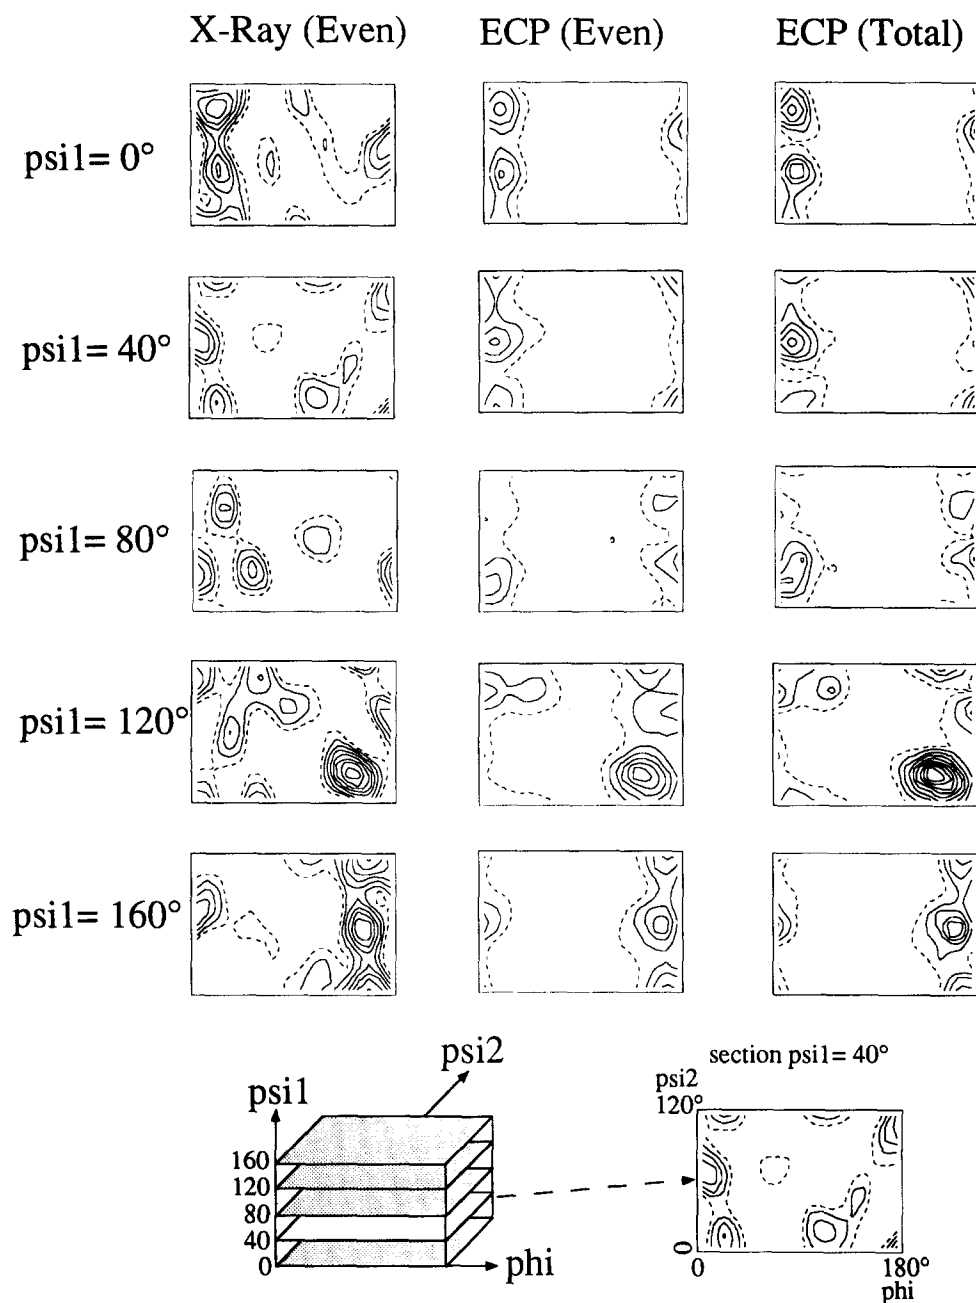 X-Ray (Even) ECP (Even) ECP (Total)
psi1= 0°
psi1= 40°
psi1= 80°
psi1= 120°
psi1= 160°
psi2
section psi1= 40°
psi1
psi2
120°
160
120
80
40
0
phi
0
0
180°
phi